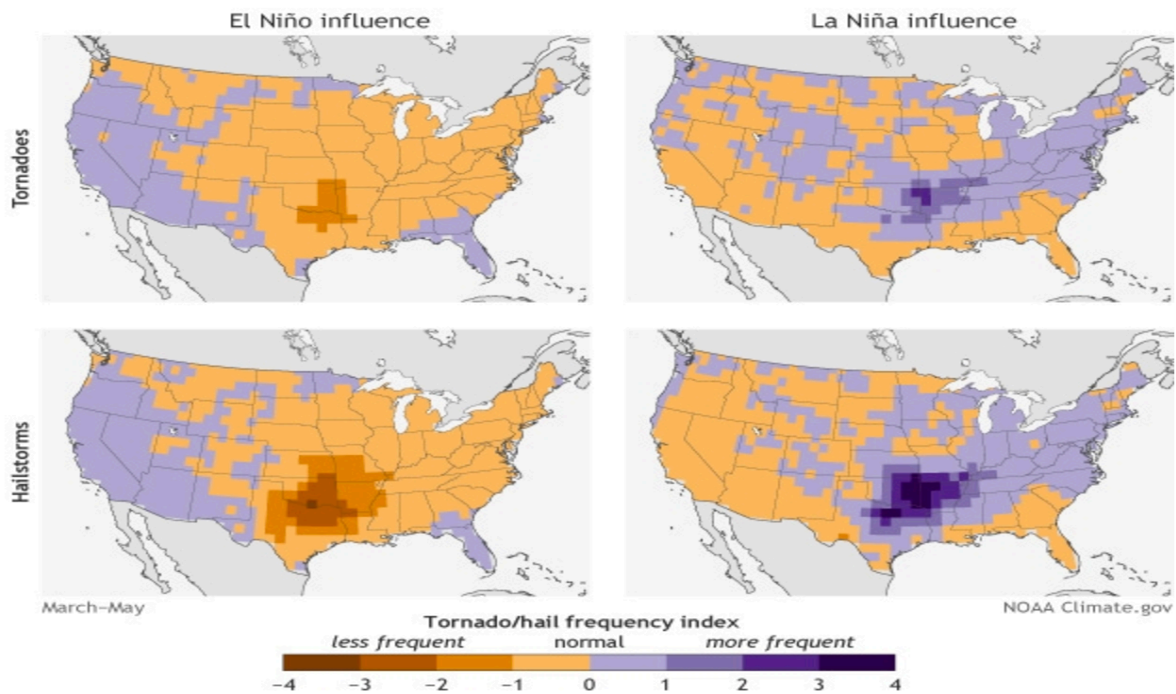 El Niño influence
La Niña influence
Tornadoes
Hailstorms
March–May
NOAA Climate.gov
Tornado/hail frequency index
less frequent normal more frequent
−4 −3 −2 −1 0 1 2 3 4